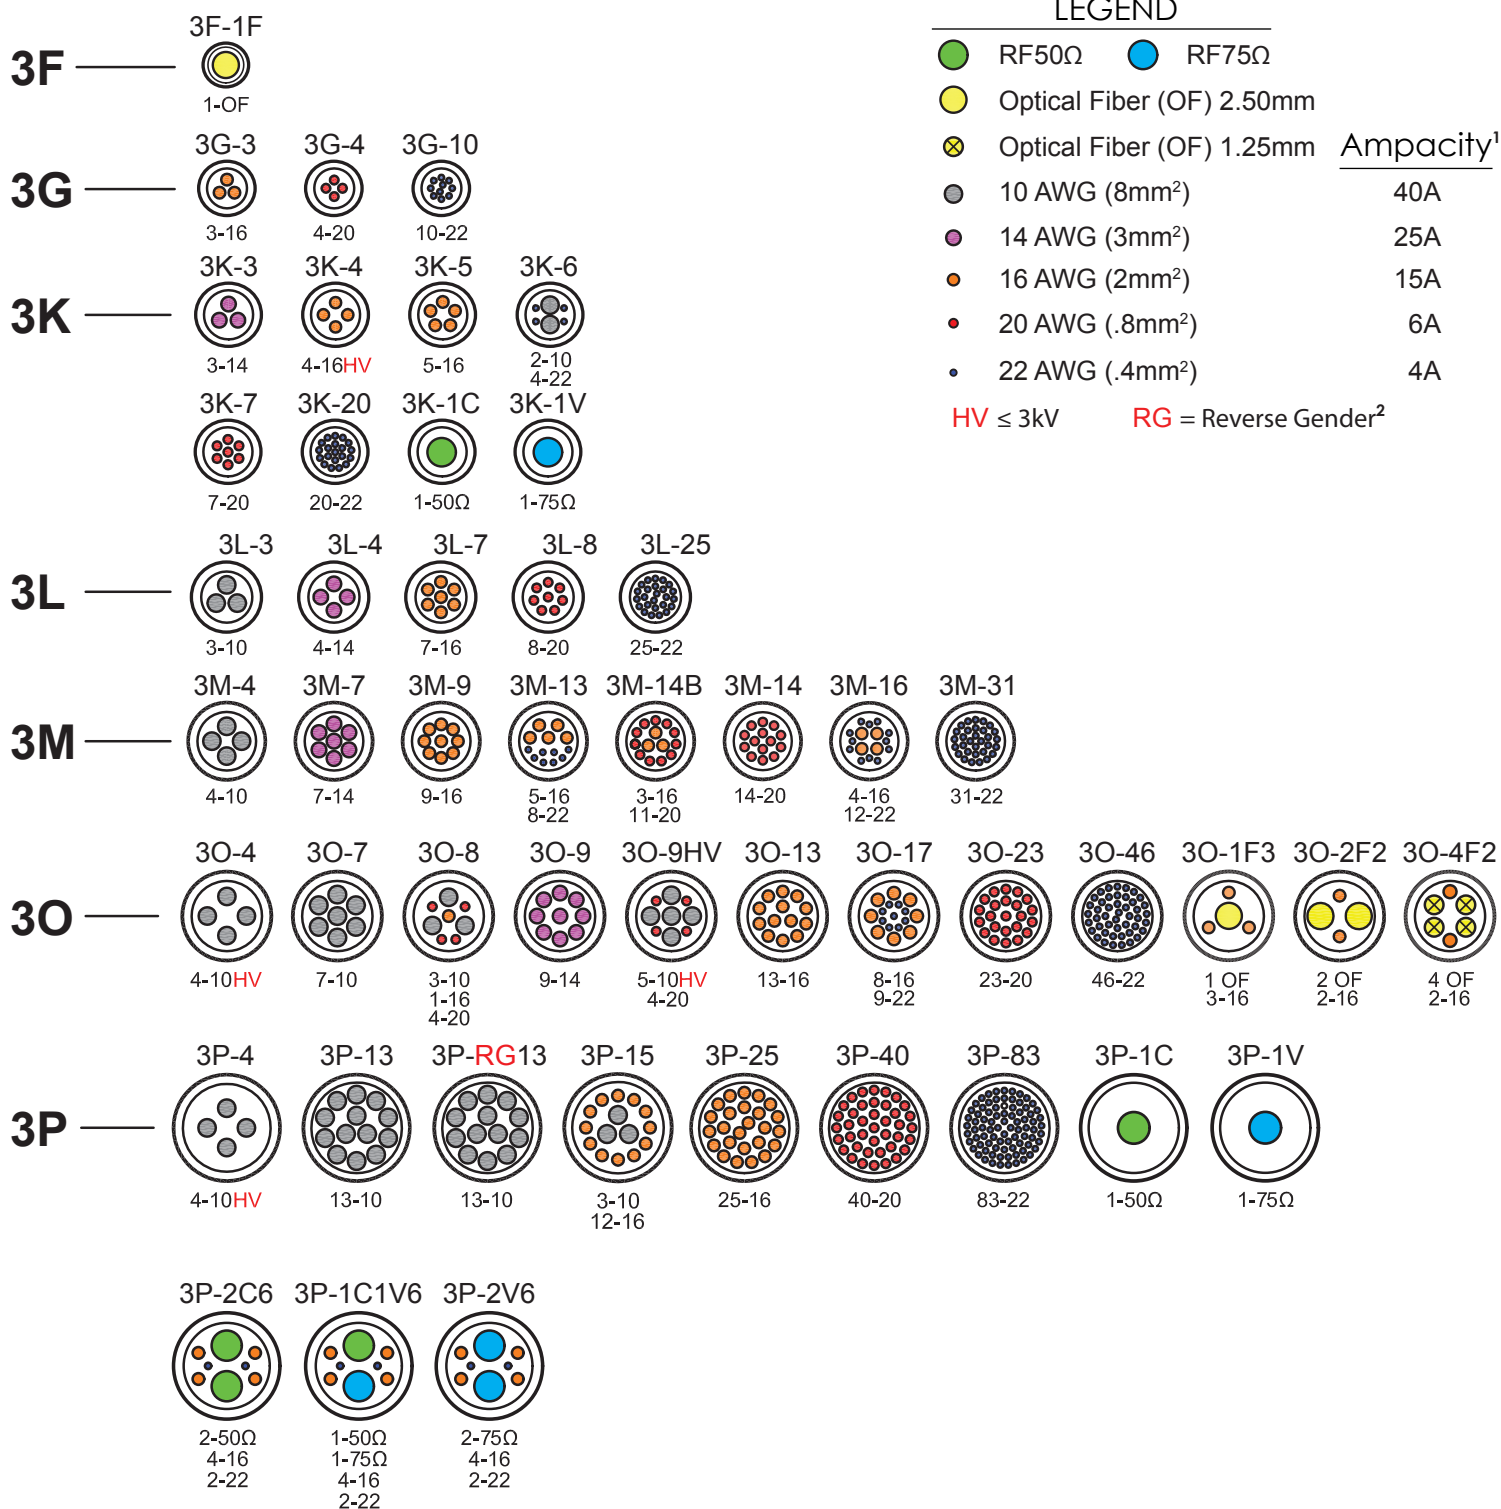 LEGEND
RF50Ω RF75Ω
Optical Fiber (OF) 2.50mm
Optical Fiber (OF) 1.25mm Ampacity¹
10 AWG (8mm²) 40A
14 AWG (3mm²) 25A
16 AWG (2mm²) 15A
20 AWG (.8mm²) 6A
22 AWG (.4mm²) 4A
HV ≤ 3kV RG = Reverse Gender²
3F-1F
3F
1-OF
3G-3 3G-4 3G-10
3G
3-16 4-20 10-22
3K-3 3K-4 3K-5 3K-6
3K
3-14 4-16HV 5-16 2-10
4-22
3K-7 3K-20 3K-1C 3K-1V
7-20 20-22 1-50Ω 1-75Ω
3L-3 3L-4 3L-7 3L-8 3L-25
3L
3-10 4-14 7-16 8-20 25-22
3M-4 3M-7 3M-9 3M-13 3M-14B 3M-14 3M-16 3M-31
3M
4-10 7-14 9-16 5-16 3-16 14-20 4-16 31-22
8-22 11-20 12-22
3O-4 3O-7 3O-8 3O-9 3O-9HV 3O-13 3O-17 3O-23 3O-46 3O-1F3 3O-2F2 3O-4F2
3O
4-10HV 7-10 3-10 9-14 5-10HV 13-16 8-16 23-20 46-22 1 OF 2 OF 4 OF
1-16 4-20 9-22 3-16 2-16 2-16
4-20
3P-4 3P-13 3P-RG13 3P-15 3P-25 3P-40 3P-83 3P-1C 3P-1V
3P
4-10HV 13-10 13-10 3-10 25-16 40-20 83-22 1-50Ω 1-75Ω
12-16
3P-2C6 3P-1C1V6 3P-2V6
2-50Ω 1-50Ω 2-75Ω
4-16 1-75Ω 4-16
2-22 4-16 2-22
2-22